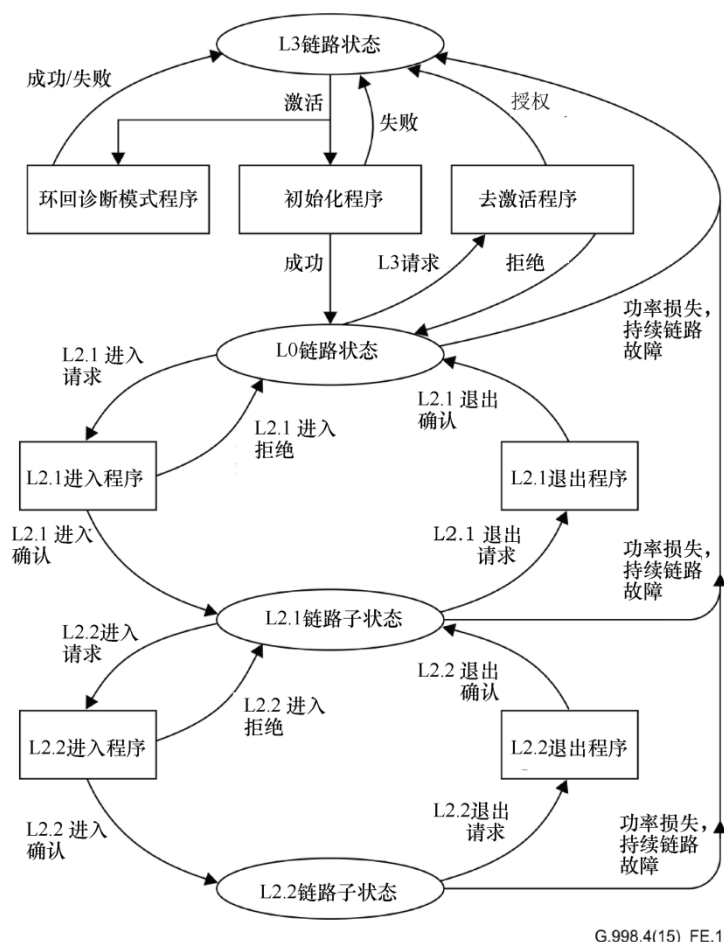 L3链路状态
成功/失败
激活
失败
授权
环回诊断模式程序
初始化程序
去激活程序
成功
L3请求
拒绝
功率损失，
持续链路
故障
L0链路状态
L2.1 进入
请求
L2.1 进入
拒绝
L2.1 退出
确认
L2.1进入程序
L2.1退出程序
L2.1 进入
确认
L2.1 退出
请求
功率损失，
持续链路
故障
L2.1链路子状态
L2.2进入
请求
L2.2 进入
拒绝
L2.2 退出
确认
L2.2进入程序
L2.2退出程序
L2.2 进入
确认
L2.2退出
请求
功率损失，
持续链路
故障
L2.2链路子状态
G.998.4(15)_FE.1